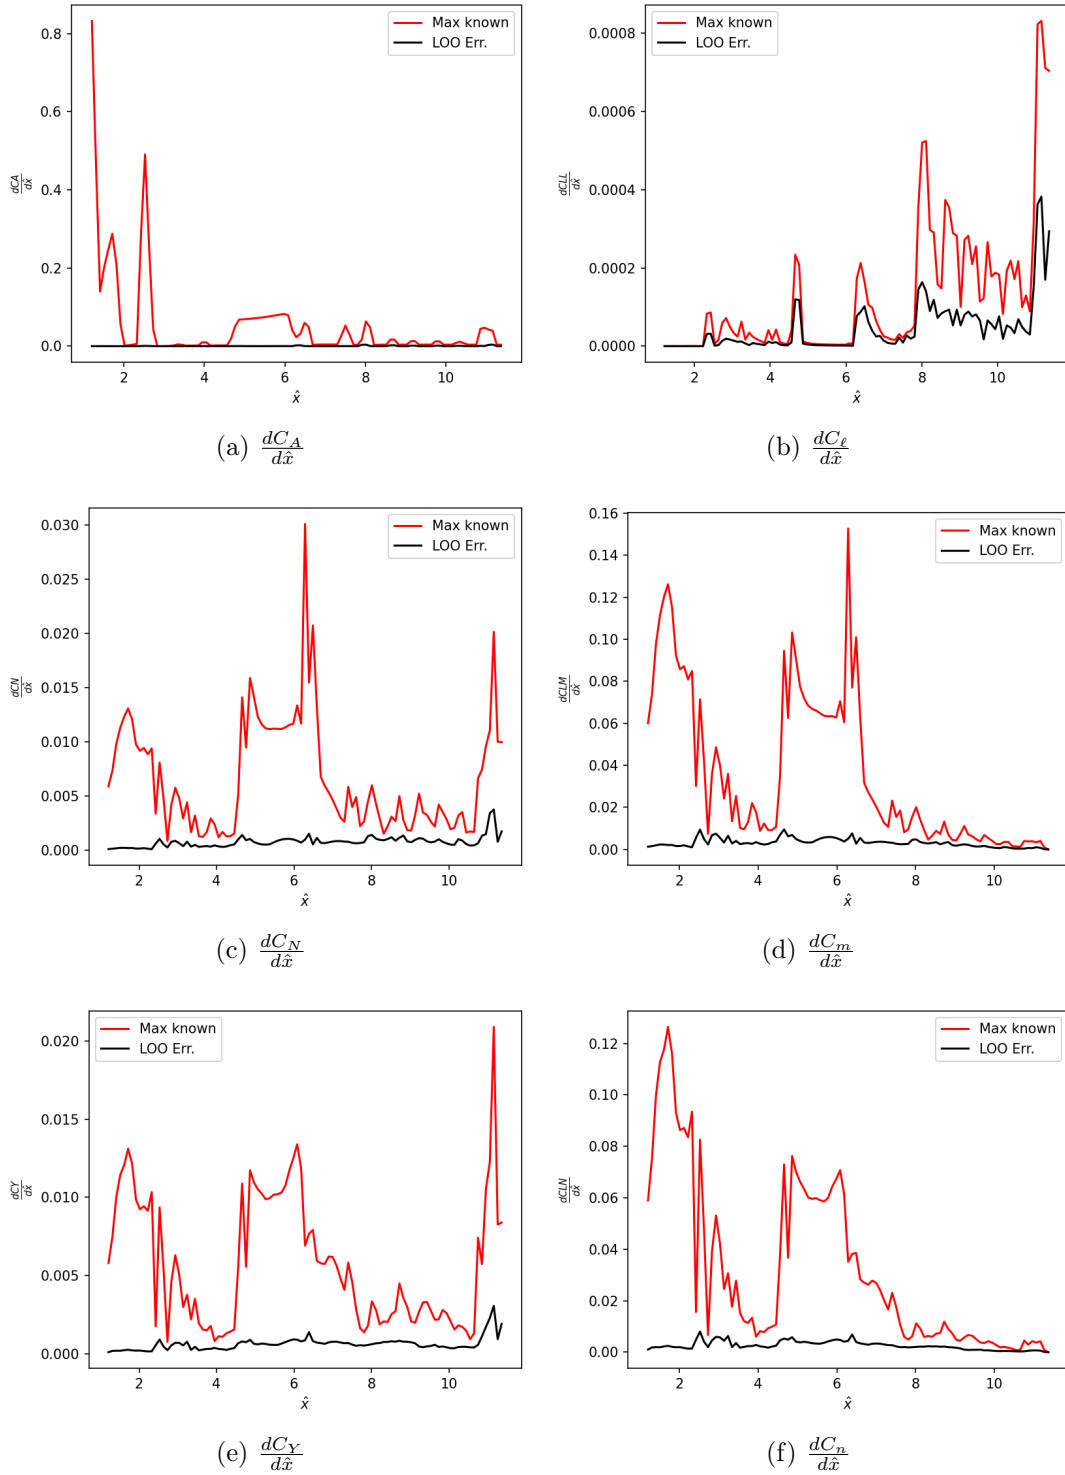 Max known
LOO Err.
0.8
0.6
0.4
0.2
0.0
dCA
dx̂
2 4 6 8 10
x̂
(a) dC_A/dx̂
Max known
LOO Err.
0.0008
0.0006
0.0004
0.0002
0.0000
dCLL
dx̂
2 4 6 8 10
x̂
(b) dC_ℓ/dx̂
Max known
LOO Err.
0.030
0.025
0.020
0.015
0.010
0.005
0.000
dCN
dx̂
2 4 6 8 10
x̂
(c) dC_N/dx̂
Max known
LOO Err.
0.16
0.14
0.12
0.10
0.08
0.06
0.04
0.02
0.00
dCLM
dx̂
2 4 6 8 10
x̂
(d) dC_m/dx̂
Max known
LOO Err.
0.020
0.015
0.010
0.005
0.000
dCY
dx̂
2 4 6 8 10
x̂
(e) dC_Y/dx̂
Max known
LOO Err.
0.12
0.10
0.08
0.06
0.04
0.02
0.00
dCLN
dx̂
2 4 6 8 10
x̂
(f) dC_n/dx̂